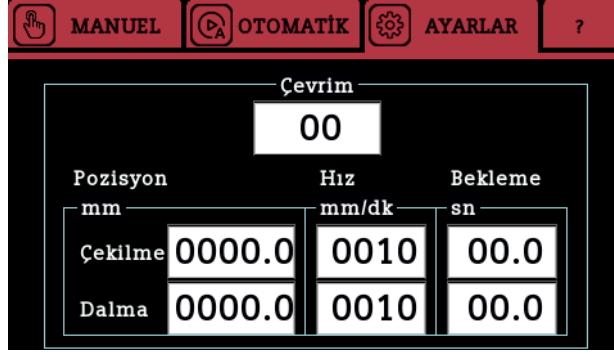 MANUEL OTOMATİK AYARLAR ?
Çevrim
00
Pozisyon Hız Bekleme
mm mm/dk sn
Çekilme 0000.0 0010 00.0
Dalma 0000.0 0010 00.0